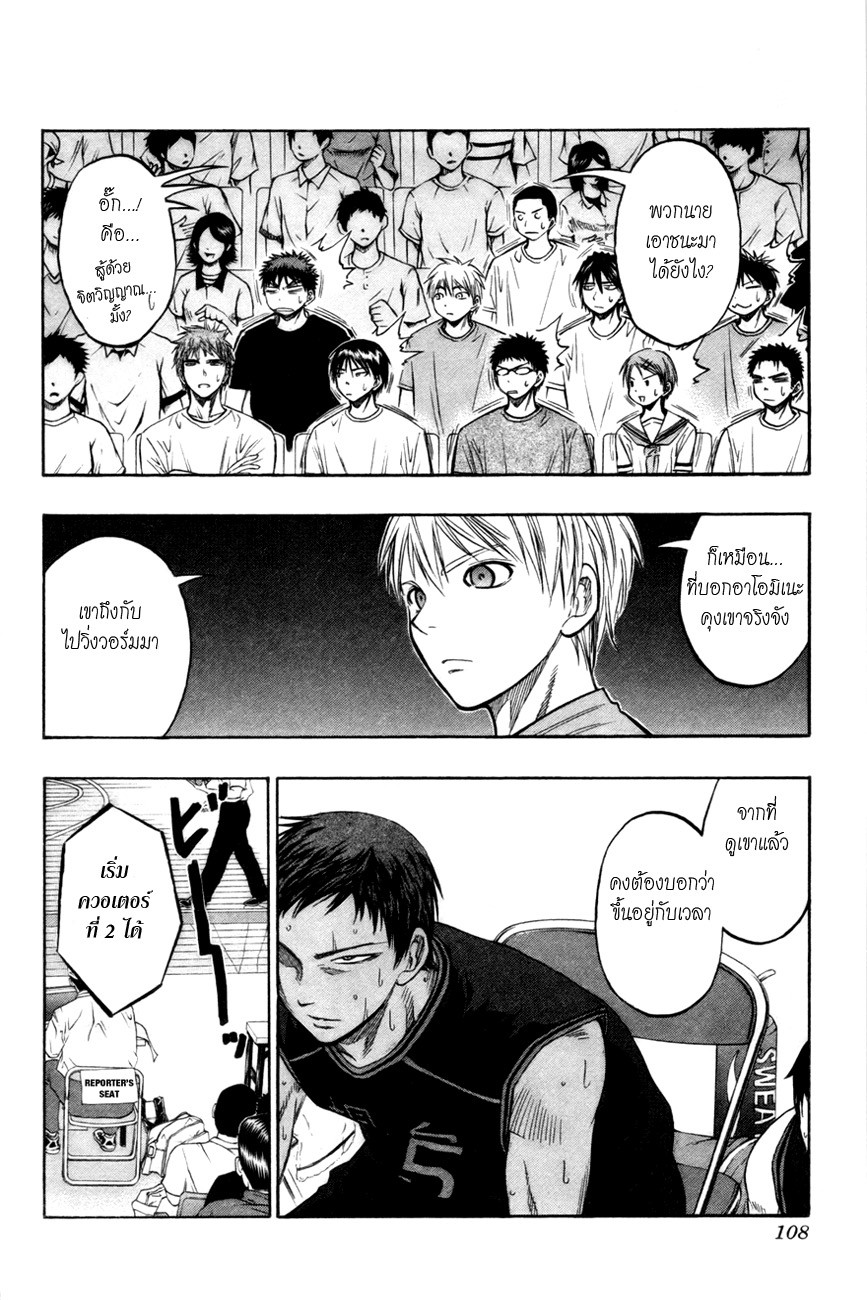 พวกนาย
เอาชนะมา
ได้ยังไง?
อั๊ก...!
คือ...
สู้ด้วย
จิตวิญญาณ...
มั้ง?
ก็เหมือน...
ที่บอกอาโอมิเนะ
คุงเขาจริงจัง
เขาถึงกับ
ไปวิ่งวอร์มมา
จากที่
ดูเขาแล้ว
คงต้องบอกว่า
ขึ้นอยู่กับเวลา
SWEA
5
ビーーッ
เริ่ม
ควอเตอร์
ที่ 2 ได้
REPORTER'S
SEAT
108